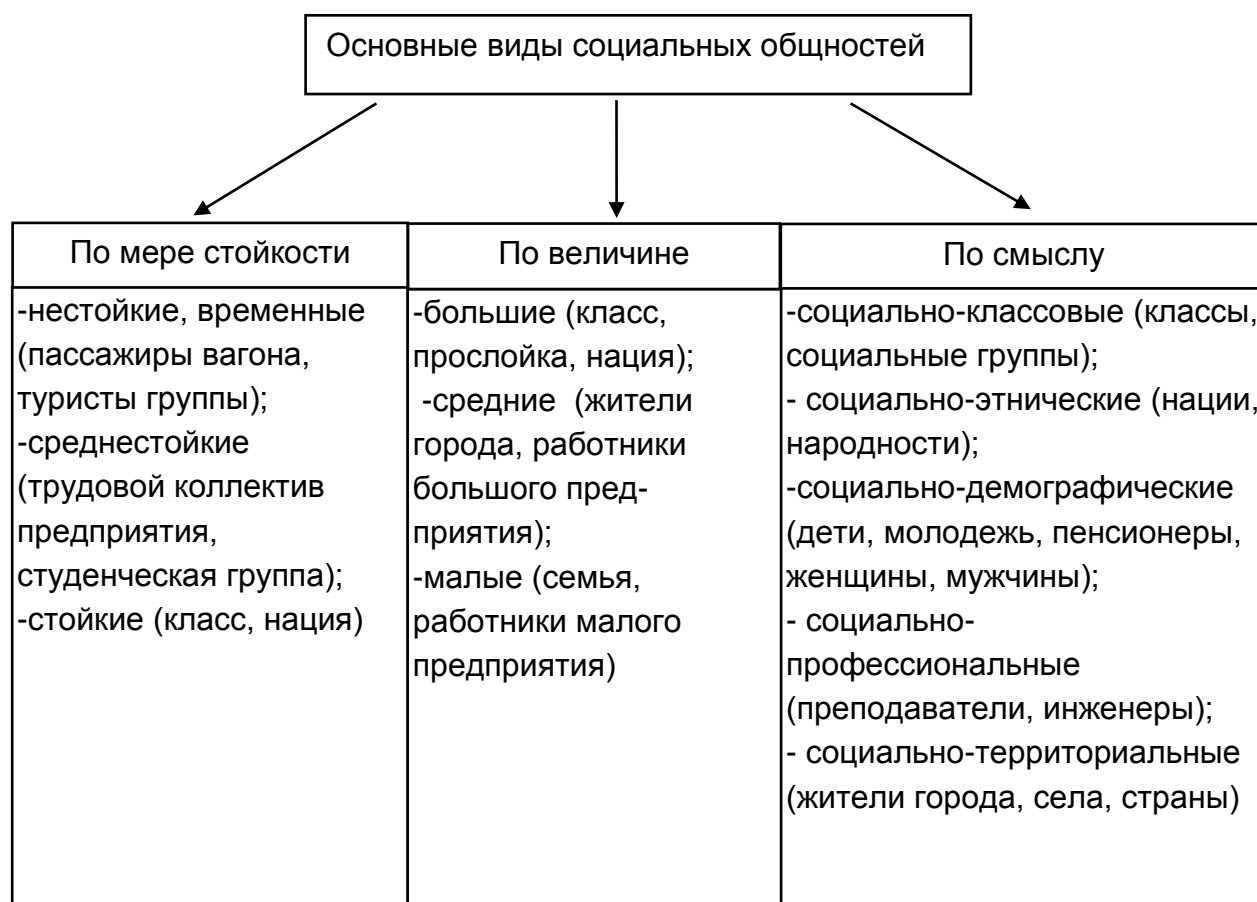 Основные виды социальных общностей
По мере стойкости
-нестойкие, временные
(пассажиры вагона,
туристы группы);
-среднестойкие
(трудовой коллектив
предприятия,
студенческая группа);
-стойкие (класс, нация)
По величине
-большие (класс,
прослойка, нация);
-средние (жители
города, работники
большого пред-
приятия);
-малые (семья,
работники малого
предприятия)
По смыслу
-социально-классовые (классы,
социальные группы);
- социально-этнические (нации,
народности);
-социально-демографические
(дети, молодежь, пенсионеры,
женщины, мужчины);
- социально-
профессиональные
(преподаватели, инженеры);
- социально-территориальные
(жители города, села, страны)